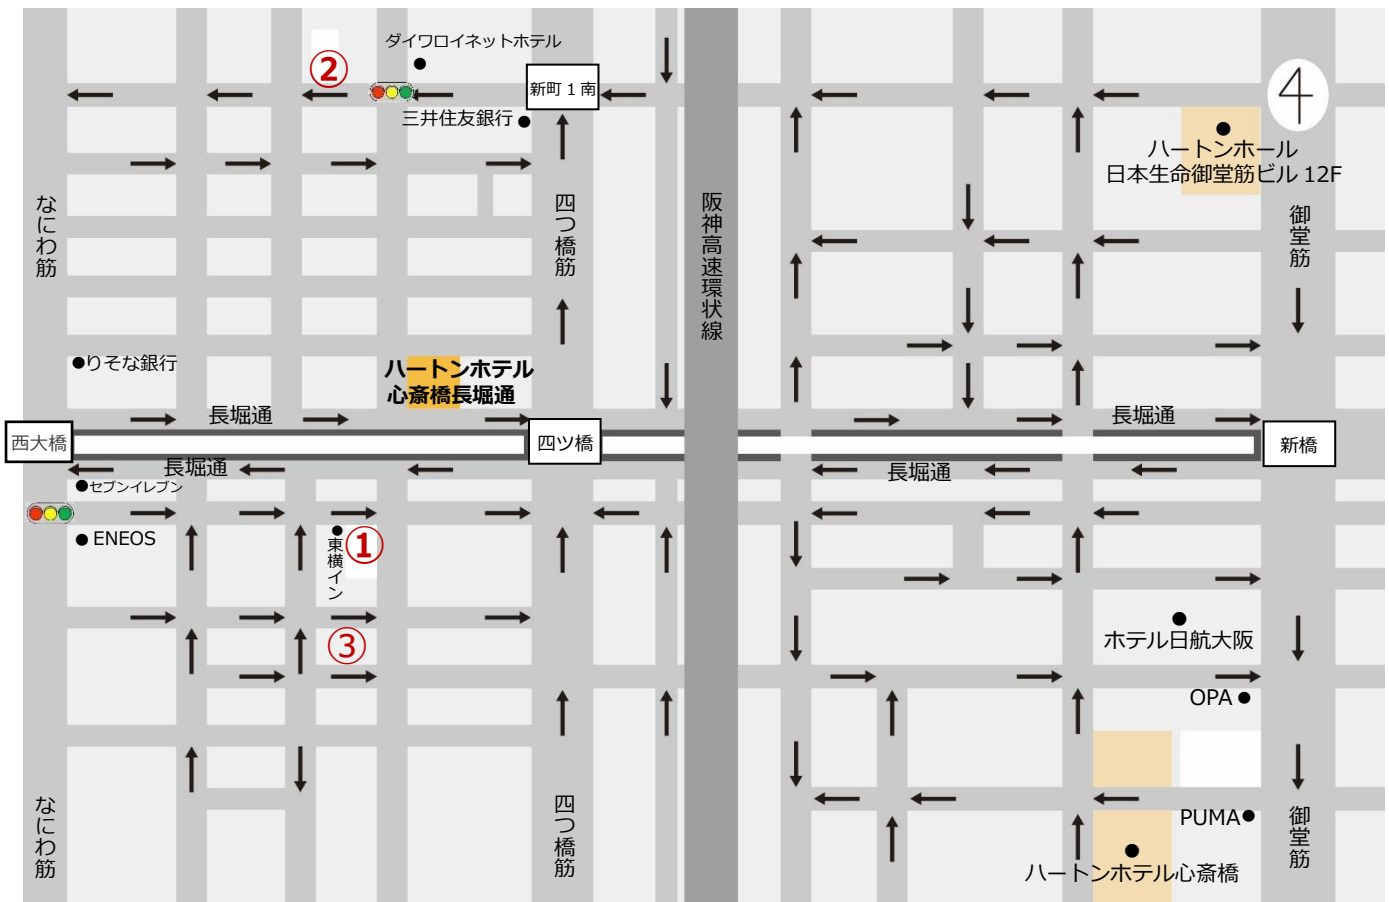 ダイワロイネットホテル
②
新町1南
4
三井住友銀行
ハートンホール
日本生命御堂筋ビル 12F
なにわ筋
四つ橋筋
阪神高速環状線
御堂筋
りそな銀行
ハートンホテル
心斎橋長堀通
長堀通
長堀通
西大橋
四ツ橋
新橋
長堀通
長堀通
セブンイレブン
ENEOS
東横イン
①
③
ホテル日航大阪
OPA
なにわ筋
四つ橋筋
PUMA
御堂筋
ハートンホテル心斎橋